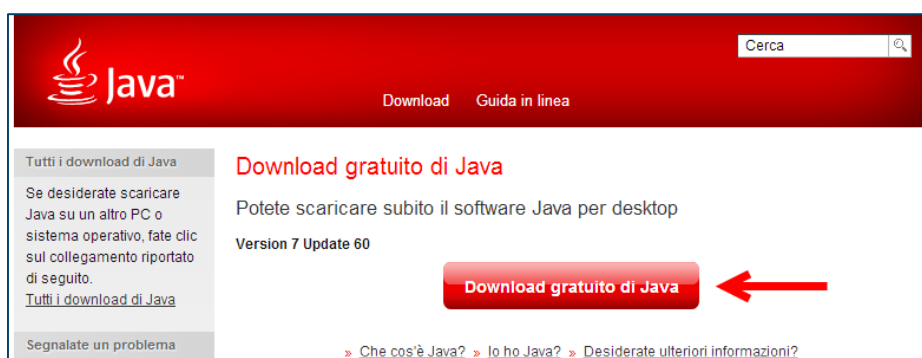 Java™
Cerca
Download Guida in linea
Tutti i download di Java
Se desiderate scaricare
Java su un altro PC o
sistema operativo, fate clic
sul collegamento riportato
di seguito.
Tutti i download di Java
Segnalate un problema
Download gratuito di Java
Potete scaricare subito il software Java per desktop
Version 7 Update 60
Download gratuito di Java
» Che cos'è Java? » Io ho Java? » Desiderate ulteriori informazioni?